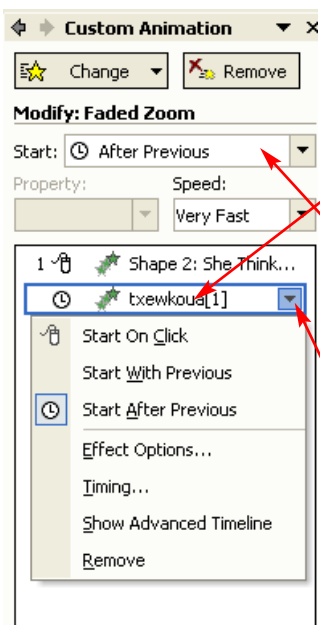 Custom Animation
Change Remove
Modify: Faded Zoom
Start: After Previous
Property: Speed:
Very Fast
1 Shape 2: She Think...
txewkoua[1]
Start On Click
Start With Previous
Start After Previous
Effect Options...
Timing...
Show Advanced Timeline
Remove